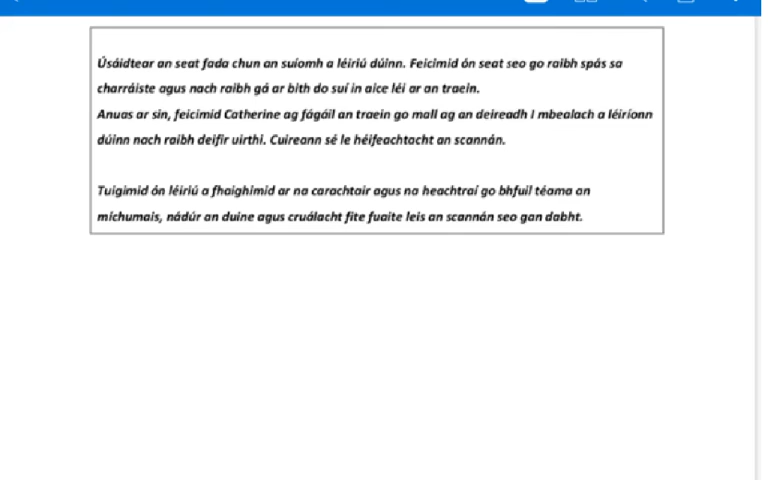 Úsáidtear an seat fada chun an suíomh a léiriú dúinn. Feicimid ón seat seo go raibh spás sa
charráiste agus nach raibh gá ar bith do suí in aice léi ar an traein.
Anuas ar sin, feicimid Catherine ag fágáil an traein go mall ag an deireadh I mbealach a léiríonn
dúinn nach raibh deifir uirthi. Cuireann sé le héifeachtacht an scannán.
Tuigimid ón léiriú a fhaighimid ar na carachtair agus na heachtraí go bhfuil téama an
míchumais, nádúr an duine agus cruálacht fite fuaite leis an scannán seo gan dabht.